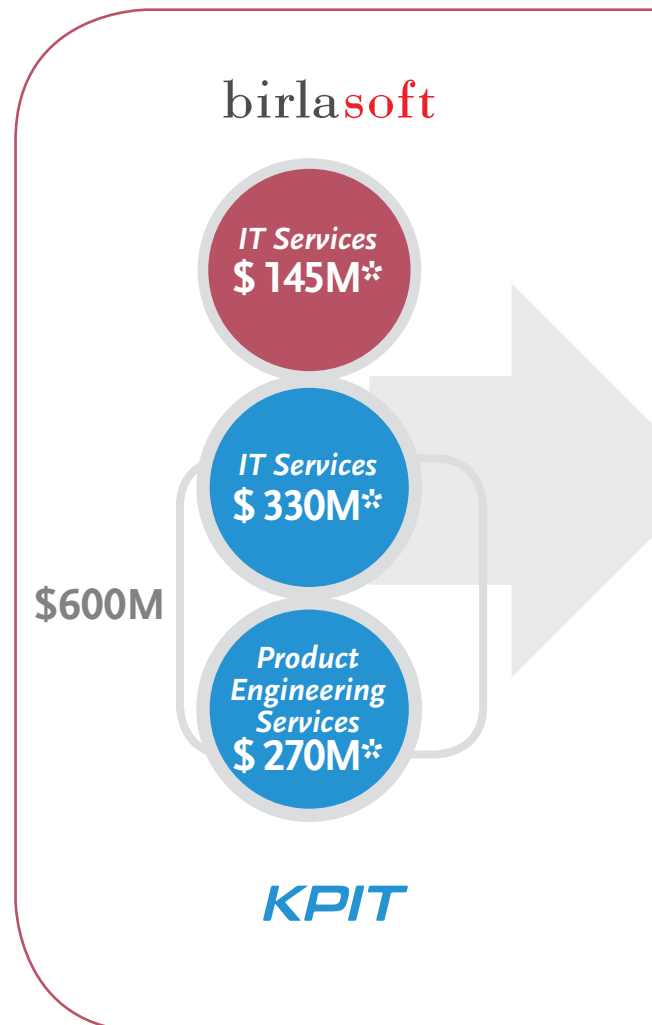 birlasoft
IT Services
$ 145M*
IT Services
$ 330M*
$600M
Product
Engineering
Services
$ 270M*
KPIT